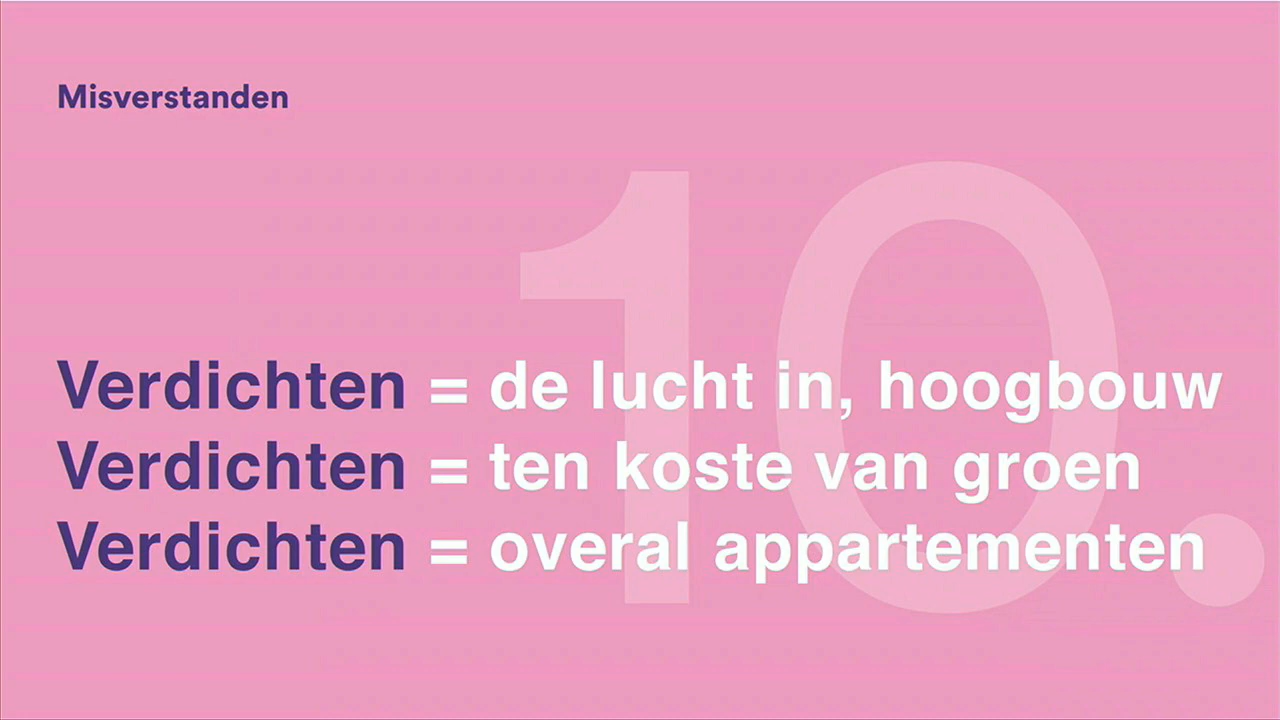 Misverstanden
10.
Verdichten = de lucht in, hoogbouw
Verdichten = ten koste van groen
Verdichten = overal appartementen